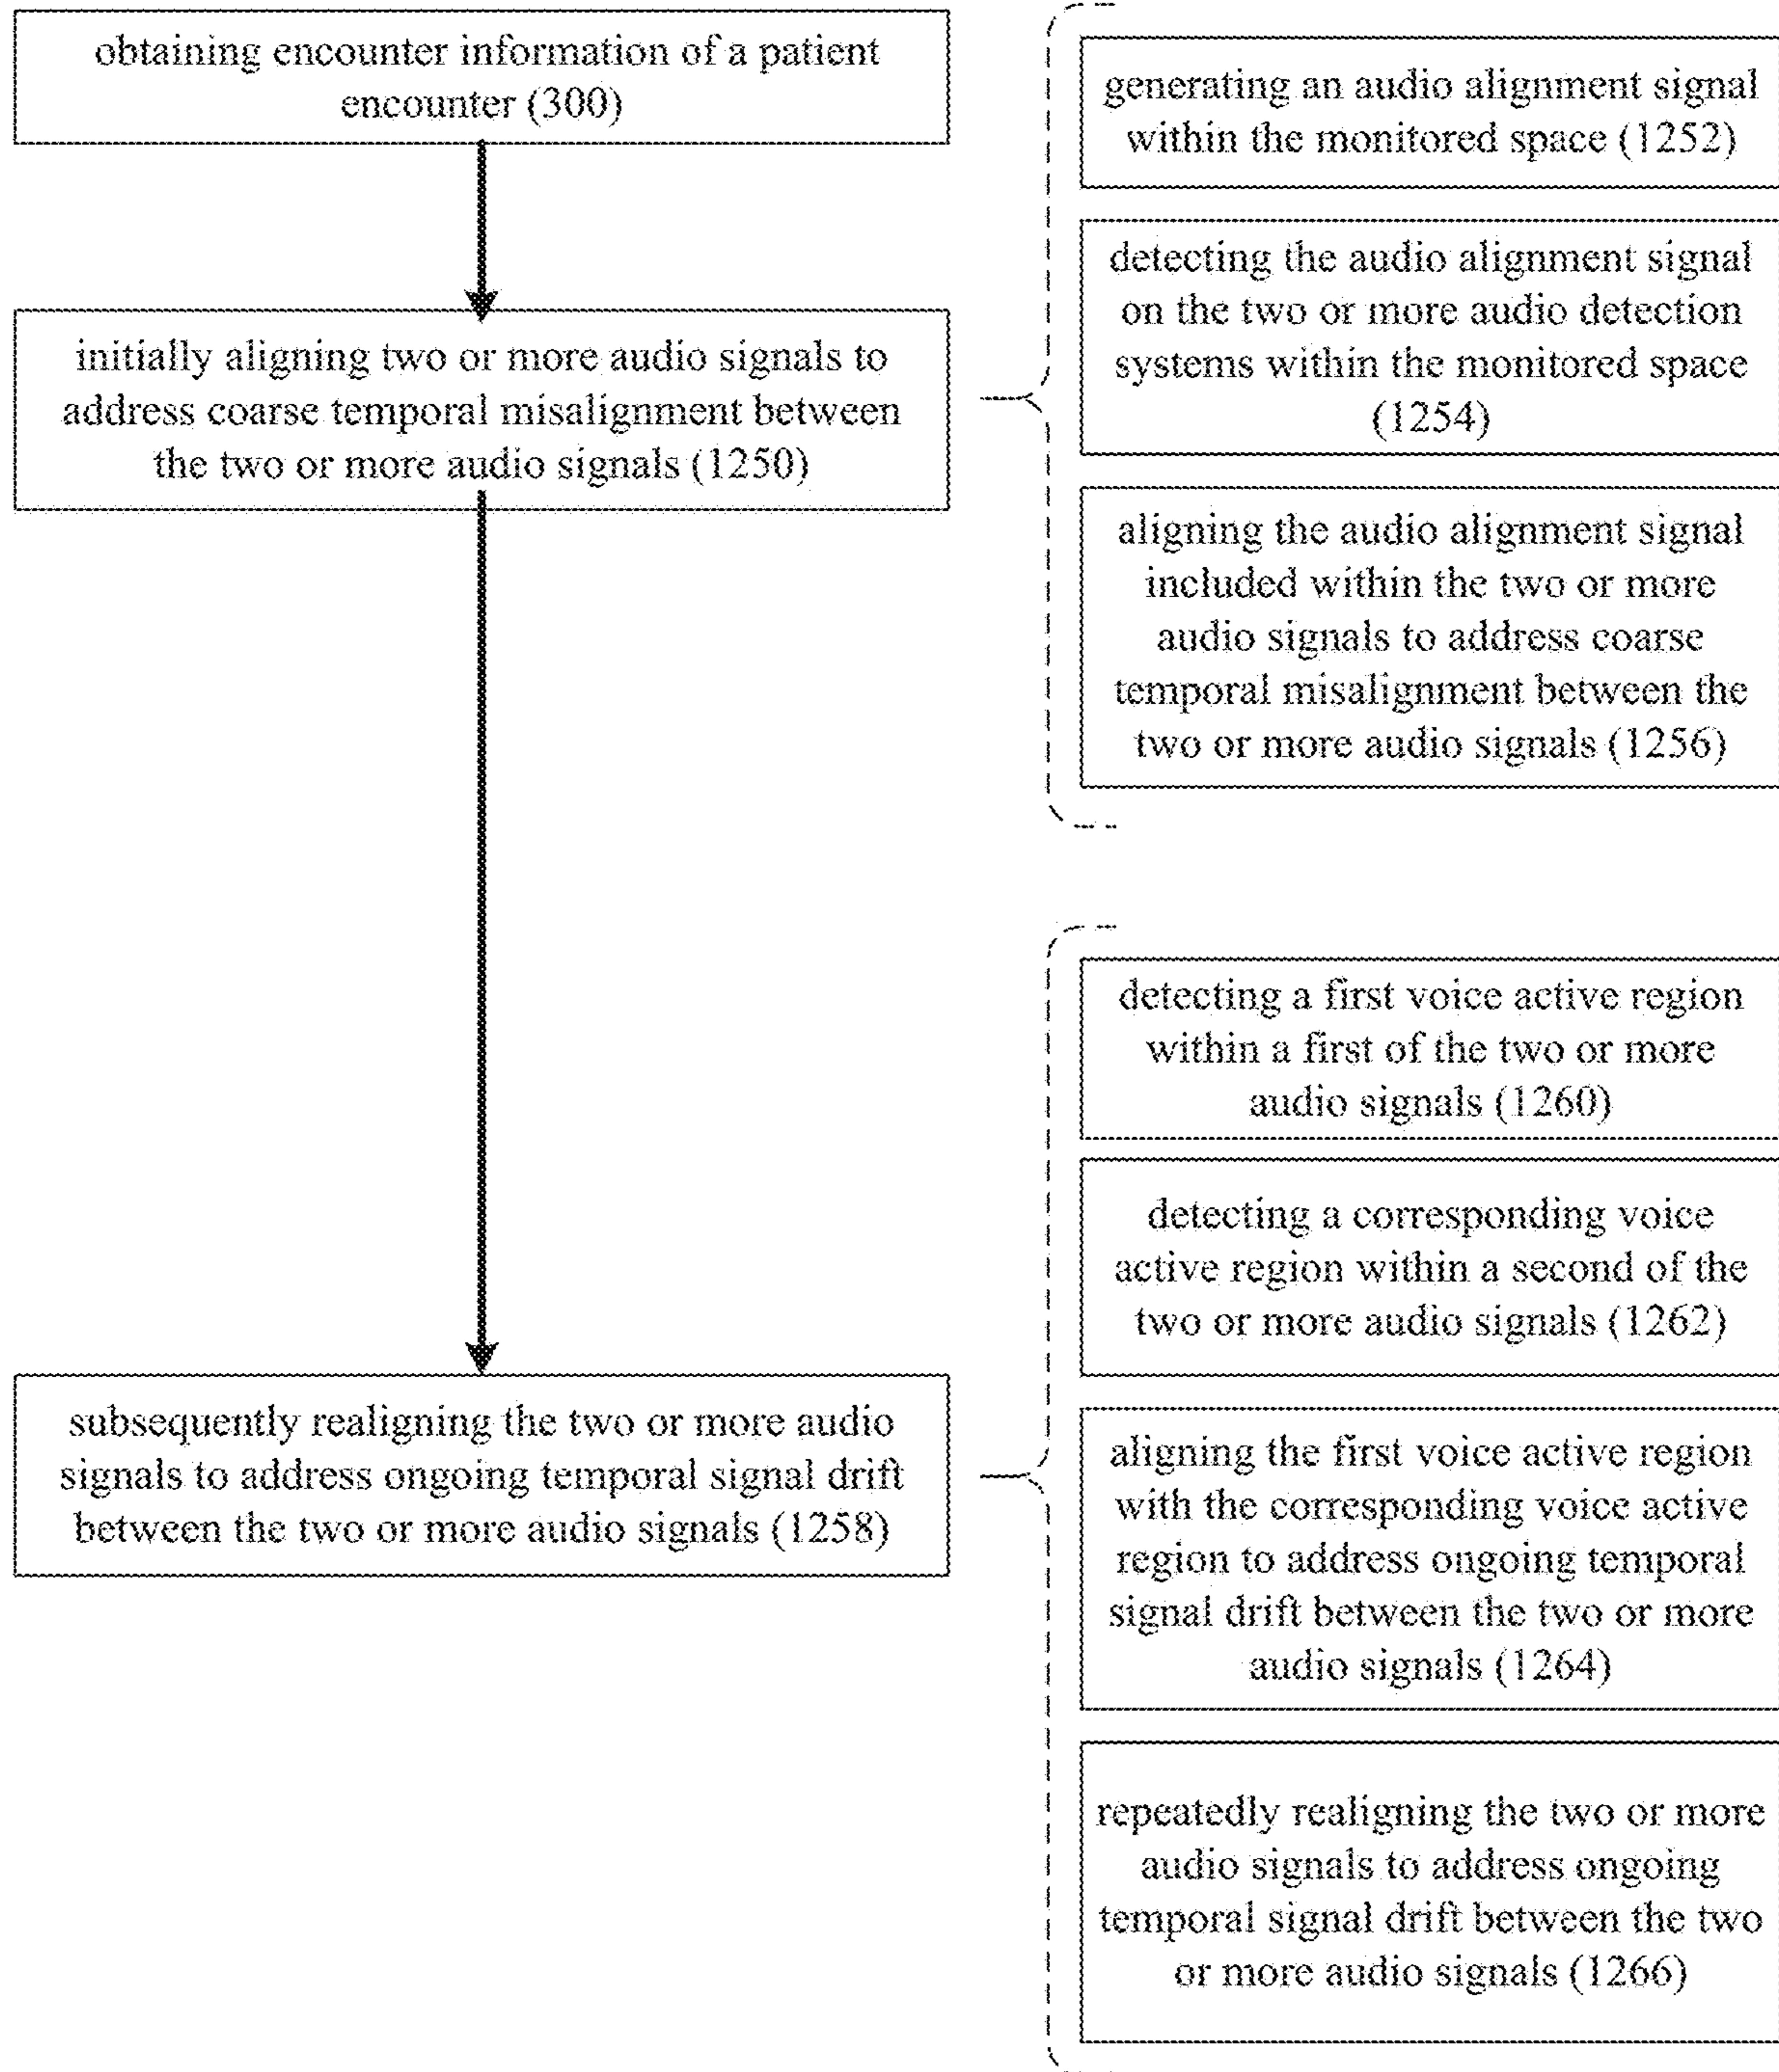 obtaining encounter information of a patient
encounter (300)
initially aligning two or more audio signals to
address coarse temporal misalignment between
the two or more audio signals (1250)
generating an audio alignment signal
within the monitored space (1252)
detecting the audio alignment signal
on the two or more audio detection
systems within the monitored space
(1254)
aligning the audio alignment signal
included within the two or more
audio signals to address coarse
temporal misalignment between the
two or more audio signals (1256)
subsequently realigning the two or more audio
signals to address ongoing temporal signal drift
between the two or more audio signals (1258)
detecting a first voice active region
within a first of the two or more
audio signals (1260)
detecting a corresponding voice
active region within a second of the
two or more audio signals (1262)
aligning the first voice active region
with the corresponding voice active
region to address ongoing temporal
signal drift between the two or more
audio signals (1264)
repeatedly realigning the two or more
audio signals to address ongoing
temporal signal drift between the two
or more audio signals (1266)